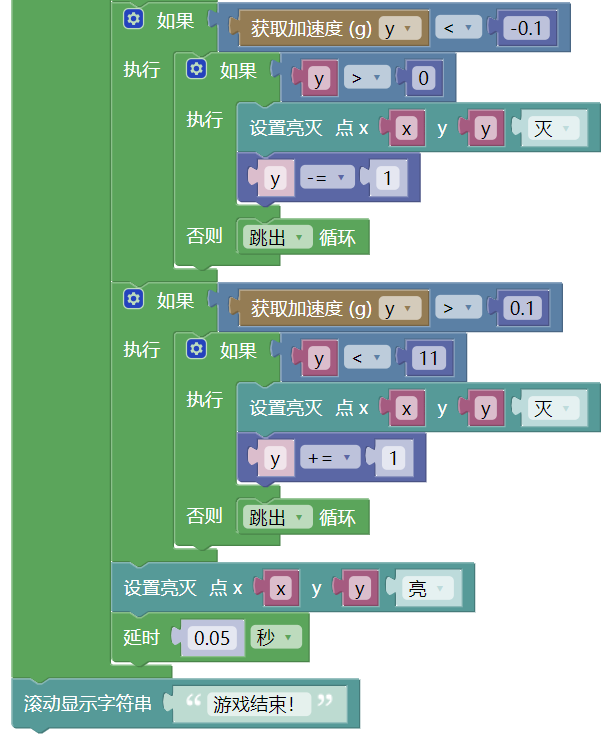 如果 获取加速度 (g) y < -0.1
执行 如果 y > 0
执行 设置亮灭 点 x x y y 灭
y -= 1
否则 跳出 循环
如果 获取加速度 (g) y > 0.1
执行 如果 y < 11
执行 设置亮灭 点 x x y y 灭
y += 1
否则 跳出 循环
设置亮灭 点 x x y y 亮
延时 0.05 秒
滚动显示字符串 “ 游戏结束! ”